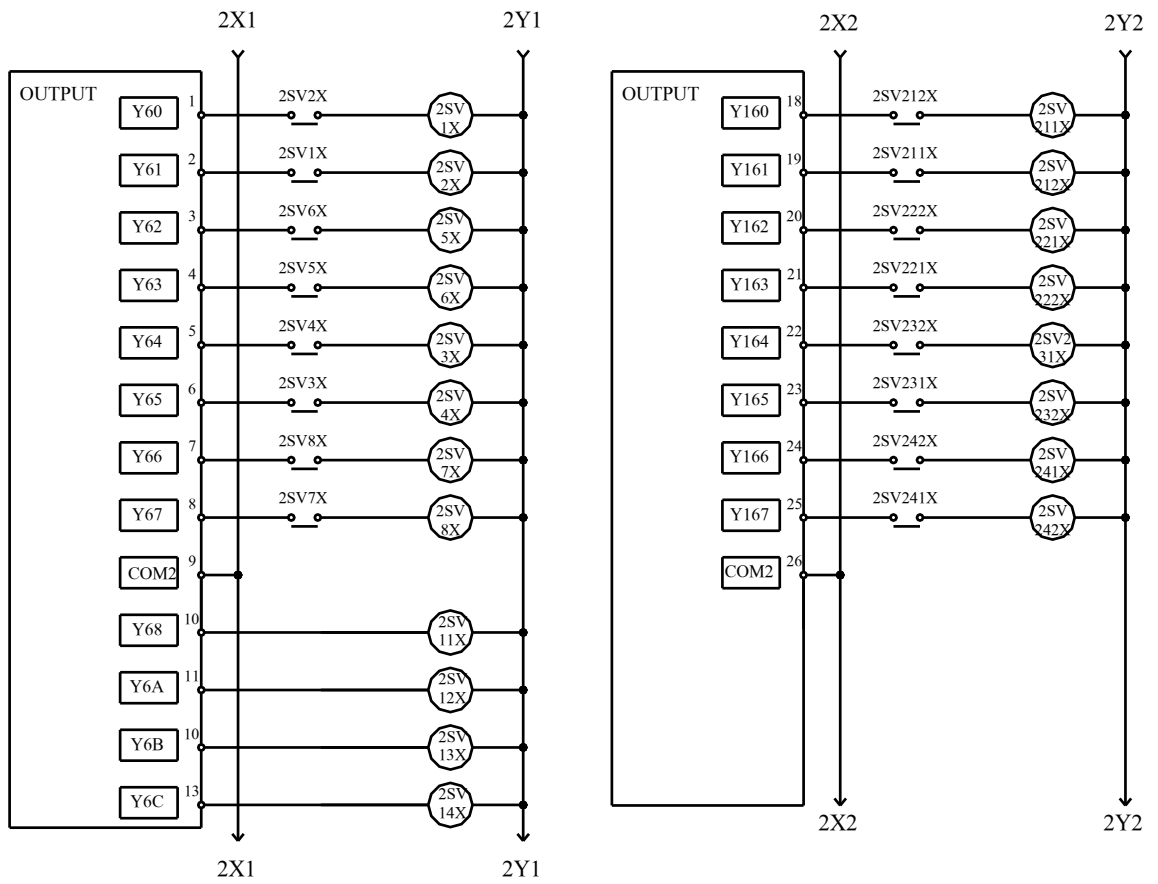 2X1
2Y1
OUTPUT
Y60
1
2SV2X
2SV
1X
Y61
2
2SV1X
2SV
2X
Y62
3
2SV6X
2SV
5X
Y63
4
2SV5X
2SV
6X
Y64
5
2SV4X
2SV
3X
Y65
6
2SV3X
2SV
4X
Y66
7
2SV8X
2SV
7X
Y67
8
2SV7X
2SV
8X
COM2
9
Y68
10
2SV
11X
Y6A
11
2SV
12X
Y6B
10
2SV
13X
Y6C
13
2SV
14X
2X1
2Y1
2X2
2Y2
OUTPUT
Y160
18
2SV212X
2SV
211X
Y161
19
2SV211X
2SV
212X
Y162
20
2SV222X
2SV
221X
Y163
21
2SV221X
2SV
222X
Y164
22
2SV232X
2SV2
31X
Y165
23
2SV231X
2SV
232X
Y166
24
2SV242X
2SV
241X
Y167
25
2SV241X
2SV
242X
COM2
26
2X2
2Y2